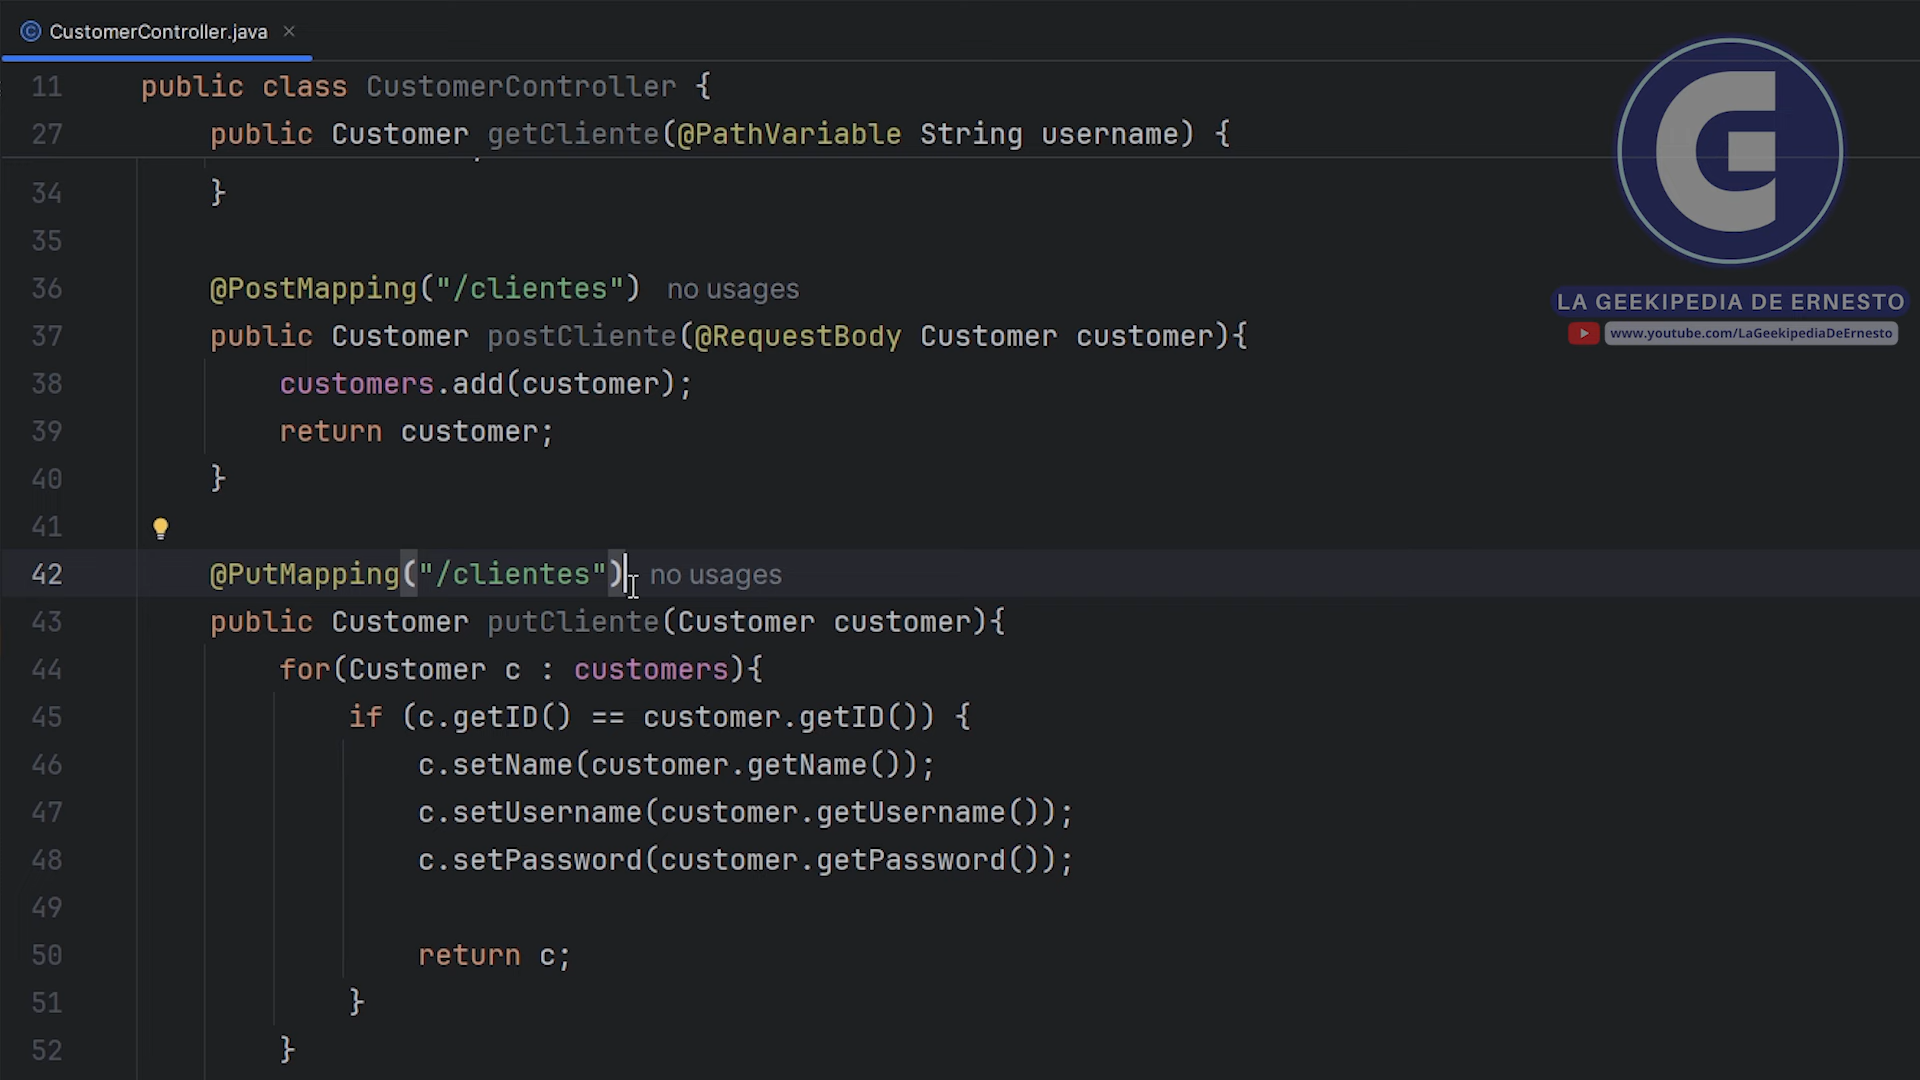 CustomerController.java
11 public class CustomerController {
27 public Customer getCliente(@PathVariable String username) {
34 }
35
36 @PostMapping("/clientes") no usages
37 public Customer postCliente(@RequestBody Customer customer){
38 customers.add(customer);
39 return customer;
40 }
41
42 @PutMapping("/clientes") no usages
43 public Customer putCliente(Customer customer){
44 for(Customer c : customers){
45 if (c.getID() == customer.getID()) {
46 c.setName(customer.getName());
47 c.setUsername(customer.getUsername());
48 c.setPassword(customer.getPassword());
49
50 return c;
51 }
52 }
LA GEEKIPEDIA DE ERNESTO
www.youtube.com/LaGeekipediaDeErnesto